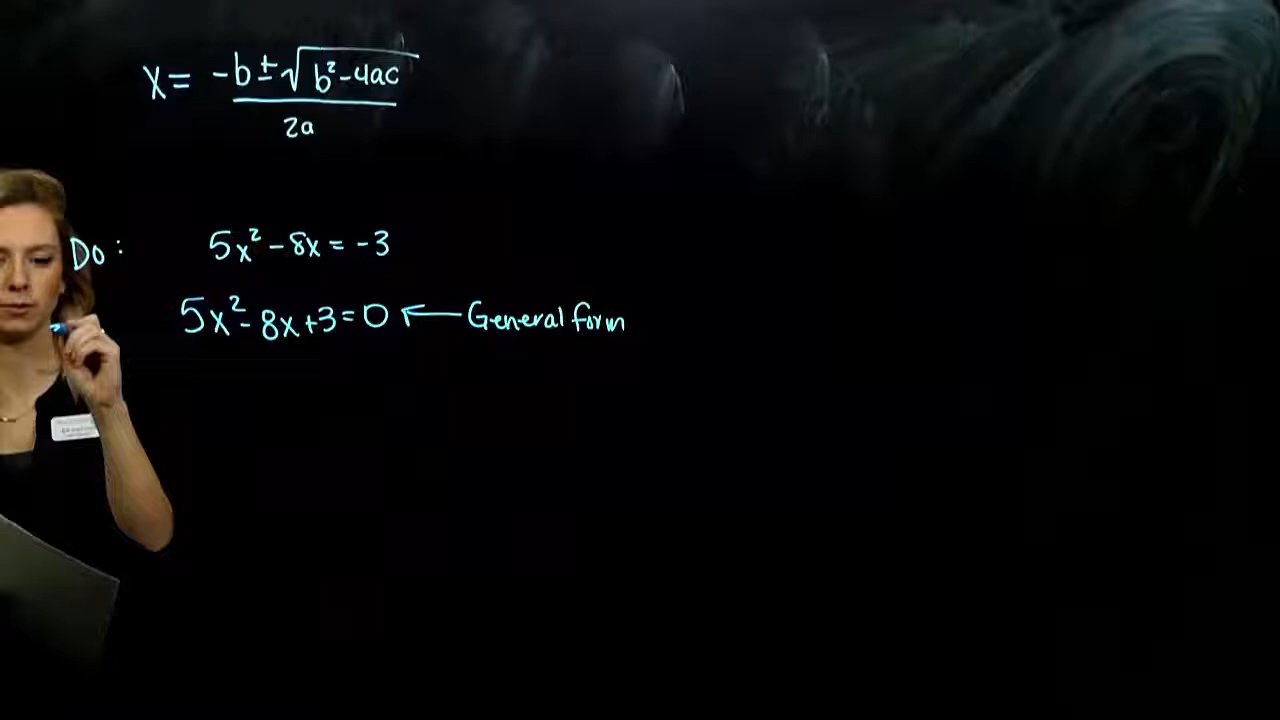 x = -b ± √(b² - 4ac)
2a
Do : 5x² - 8x = -3
5x² - 8x + 3 = 0 ← General form